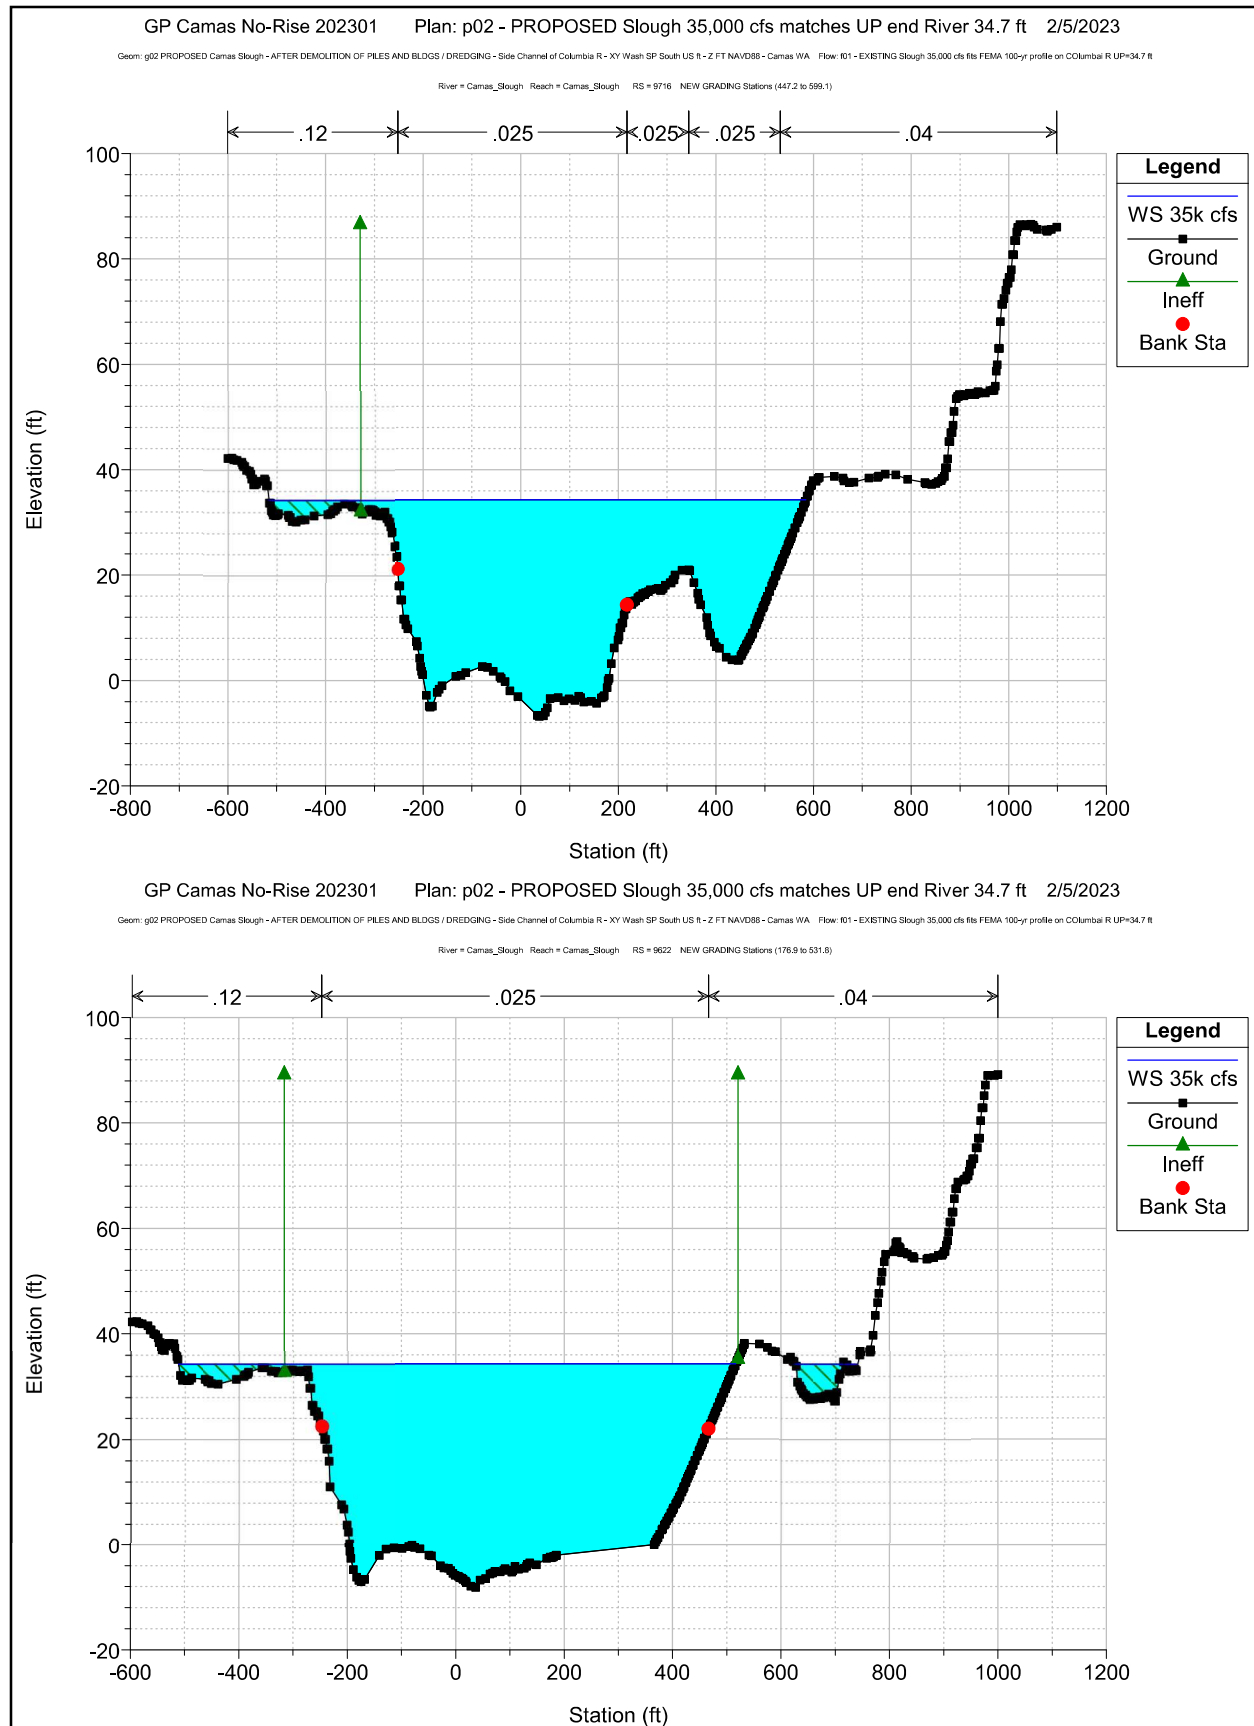 GP Camas No-Rise 202301 Plan: p02 - PROPOSED Slough 35,000 cfs matches UP end River 34.7 ft 2/5/2023
Geom: g02 PROPOSED Camas Slough - AFTER DEMOLITION OF PILES AND BLDGS / DREDGING - Side Channel of Columbia R - XY Wash SP South US ft - Z FT NAVD88 - Camas WA Flow: f01 - EXISTING Slough 35,000 cfs fits FEMA 100-yr profile on COlumbai R UP=34.7 ft
River = Camas_Slough Reach = Camas_Slough RS = 9716 NEW GRADING Stations (447.2 to 599.1)
.12 .025 .025 .025 .04
100
80
60
40
20
0
-20
Elevation (ft)
-800 -600 -400 -200 0 200 400 600 800 1000 1200
Station (ft)
Legend
WS 35k cfs
Ground
Ineff
Bank Sta
GP Camas No-Rise 202301 Plan: p02 - PROPOSED Slough 35,000 cfs matches UP end River 34.7 ft 2/5/2023
Geom: g02 PROPOSED Camas Slough - AFTER DEMOLITION OF PILES AND BLDGS / DREDGING - Side Channel of Columbia R - XY Wash SP South US ft - Z FT NAVD88 - Camas WA Flow: f01 - EXISTING Slough 35,000 cfs fits FEMA 100-yr profile on COlumbai R UP=34.7 ft
River = Camas_Slough Reach = Camas_Slough RS = 9622 NEW GRADING Stations (176.9 to 531.8)
.12 .025 .04
100
80
60
40
20
0
-20
Elevation (ft)
-600 -400 -200 0 200 400 600 800 1000 1200
Station (ft)
Legend
WS 35k cfs
Ground
Ineff
Bank Sta